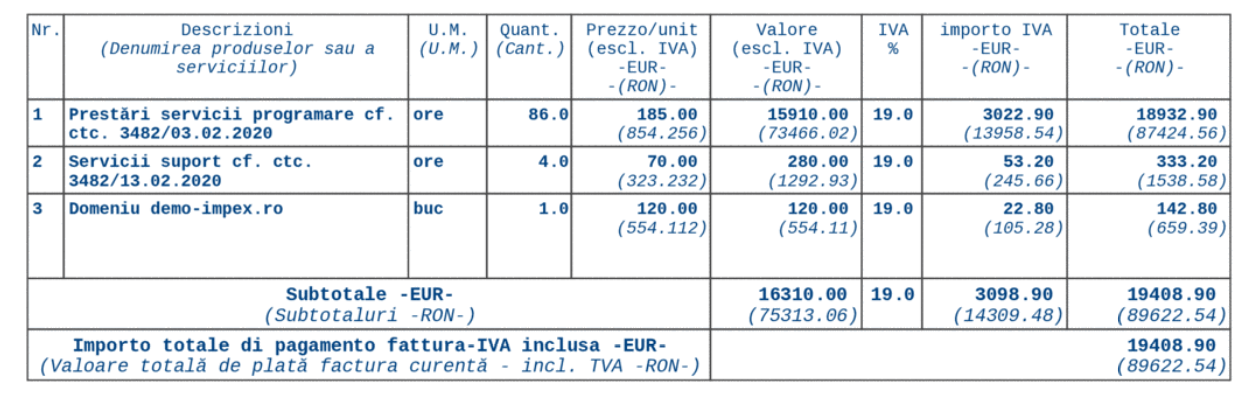 Nr. Descrizioni U.M. Quant. Prezzo/unit Valore IVA importo IVA Totale
(Denumirea produselor sau a (U.M.) (Cant.) (escl. IVA) (escl. IVA) % -EUR- -EUR-
serviciilor) -EUR- -EUR- -(RON)- -(RON)-
-(RON)- -(RON)-
1 Prestări servicii programare cf. ore 86.0 185.00 15910.00 19.0 3022.90 18932.90
ctc. 3482/03.02.2020 (854.256) (73466.02) (13958.54) (87424.56)
2 Servicii suport cf. ctc. ore 4.0 70.00 280.00 19.0 53.20 333.20
3482/13.02.2020 (323.232) (1292.93) (245.66) (1538.58)
3 Domeniu demo-impex.ro buc 1.0 120.00 120.00 19.0 22.80 142.80
(554.112) (554.11) (105.28) (659.39)
Subtotale -EUR- 16310.00 19.0 3098.90 19408.90
(Subtotaluri -RON-) (75313.06) (14309.48) (89622.54)
Importo totale di pagamento fattura-IVA inclusa -EUR- 19408.90
(Valoare totală de plată factura curentă - incl. TVA -RON-) (89622.54)